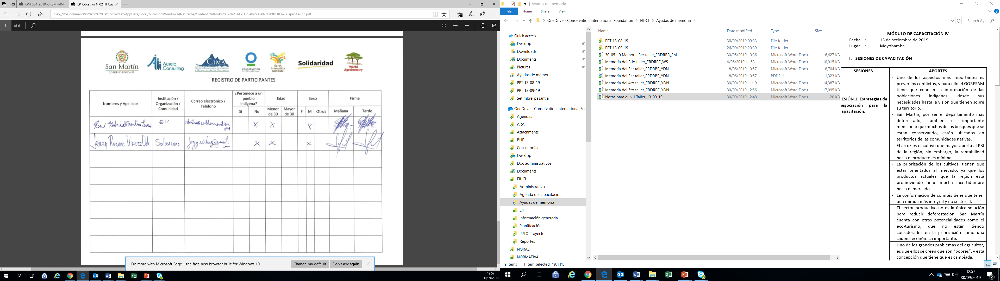 OM 034-2019-GRSM-ARA-D
LP_Objetivo N 02_III Cap
file:///D:/Documents%20and%20Settings/ydiaz/AppData/Local/Microsoft/Windows/INetCache/Content.Outlook/205P2RAD/LP_Objetivo%20N%2002_III%20Capacitación.pdf
6 of 6
San Martín
GOBIERNO REGIONAL
Ausejo Consulting
CIMA
CONSERVATION INTERNATIONAL
Earth Innovation Institute
Solidaridad
World Agroforestry
REGISTRO DE PARTICIPANTES
Nombres y Apellidos
Institución / Organización / Comunidad
Correo electrónico / Teléfono
¿Pertenece a un pueblo indígena?
Edad
Sexo
Firma
Sí No Menor de 30 Mayor de 30 F M Otros Mañana Tarde
EII
Solidaridad
Do more with Microsoft Edge – the fast, new browser built for Windows 10.
Change my default
Don't ask again
12:57
30/09/2019
Ayudas de memoria
File Home Share View
OneDrive - Conservation International Foundation > EII-CI > Ayudas de memoria >
Search Ay...
Quick access
Desktop
Downloads
Documents
Pictures
Ayudas de memoria
PPT 13-08-19
PPT 13-09-19
Setimbre_pasantía
OneDrive - Conservation International Fou
Agendas
ARA
Attachments
BHP
Consultorías
Desktop
Doc administrativos
Documents
EII-CI
Administrativo
Agenda de capacitación
Ayudas de memoria
EII
Información generada
Planificación
PPTO Proyecto
Reportes
NORAD
NORMATIVA
Name Date modified Type Size
PPT 13-08-19 30/09/2019 09:33 File folder
PPT 13-09-19 26/09/2019 20:39 File folder
30-05-19 Memoria 3er taller_ERDRBR_SM 30/05/2019 10:36 Microsoft Word Docu... 6,427 KB
Memoria del 2do taller_ERDRBE_WS 4/06/2019 11:53 Microsoft Word Docu... 10,915 KB
Memoria del 3er taller_ERDRBE_YDN 18/06/2019 10:57 Microsoft Word Docu... 8,704 KB
Memoria del 3er taller_ERDRBE_YDN 18/06/2019 10:57 PDF File 1,323 KB
Memoria del 4to taller_ERDRBE_YDN 30/09/2019 11:19 Microsoft Word Docu... 14,387 KB
Memoria del 5to taller_ERDRBE_YDN 30/09/2019 12:56 Microsoft Word Docu... 17,095 KB
Notas para el iv.1 Taller_13-09-19 30/09/2019 12:48 Microsoft Word Docu... 20 KB
9 items 1 item selected 19.4 KB
MÓDULO DE CAPACITACIÓN IV
Fecha : 13 de setiembre de 2019.
Lugar : Moyobamba
I. SESIONES DE CAPACITACIÓN
SESIONES
APORTES
ESIÓN 1: Estrategias de
negociación para la
apacitación.
- Uno de los aspectos más importantes es
prever los conflictos, y para ello el GORESAM
tiene que conocer la información de las
poblaciones indígenas, desde sus
necesidades hasta la visión que tienen sobre
su territorio.
- San Martín, por ser el departamento más
deforestado, también es importante
mencionar que muchos de los bosques que se
están conservando, están ubicados en
territorios de las comunidades nativas.
- El arroz es el cultivo que mayor aporta al PBI
de la región, sin embargo, la rentabilidad
hacia el producto es mínima.
- La priorización de los cultivos, tienen que
estar orientados al mercado, ya que los
productos actuales que la región está
promoviendo tiene mucha incertidumbre
hacia el mercado.
- La conformación de comités tiene que tener
una mirada más integral y no sectorial.
- El sector productivo no es la única solución
para reducir deforestación, San Martín
cuenta con otras potencialidades como el
eco-turismo, que no están siendo
considerados en la priorización como una
cadena económica importante.
- Uno de los grandes problemas del agricultor,
es que ellos se creen que son “pobres”, y esta
concepción que tiene que es cambiada.
12:57
30/09/2019
2